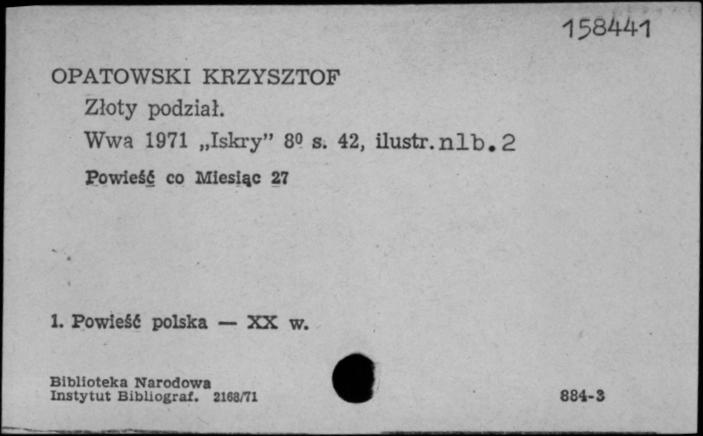 158441
OPATOWSKI KRZYSZTOF
Złoty podział.
Wwa 1971 „Iskry” 8⁰ s. 42, ilustr. nlb. 2
Powieść co Miesiąc 27
1. Powieść polska — XX w.
Biblioteka Narodowa
Instytut Bibliograf. 2168/71
884-3